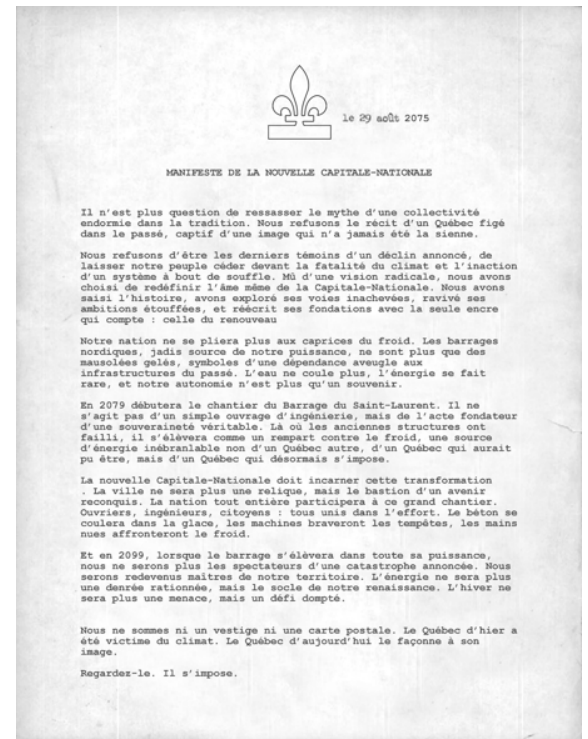 le 29 août 2075
MANIFESTE DE LA NOUVELLE CAPITALE-NATIONALE
Il n'est plus question de ressasser le mythe d'une collectivité
endormie dans la tradition. Nous refusons le récit d'un Québec figé
dans le passé, captif d'une image qui n'a jamais été la sienne.
Nous refusons d'être les derniers témoins d'un déclin annoncé, de
laisser notre peuple céder devant la fatalité du climat et l'inaction
d'un système à bout de souffle. Mû d'une vision radicale, nous avons
choisi de redéfinir l'âme même de la Capitale-Nationale. Nous avons
saisi l'histoire, avons exploré ses voies inachevées, ravivé ses
ambitions étouffées, et réécrit ses fondations avec la seule encre
qui compte : celle du renouveau
Notre nation ne se pliera plus aux caprices du froid. Les barrages
nordiques, jadis source de notre puissance, ne sont plus que des
mausolées gelés, symboles d'une dépendance aveugle aux
infrastructures du passé. L'eau ne coule plus, l'énergie se fait
rare, et notre autonomie n'est plus qu'un souvenir.
En 2079 débutera le chantier du Barrage du Saint-Laurent. Il ne
s'agit pas d'un simple ouvrage d'ingénierie, mais de l'acte fondateur
d'une souveraineté véritable. Là où les anciennes structures ont
failli, il s'élèvera comme un rempart contre le froid, une source
d'énergie inébranlable non d'un Québec autre, d'un Québec qui aurait
pu être, mais d'un Québec qui désormais s'impose.
La nouvelle Capitale-Nationale doit incarner cette transformation
. La ville ne sera plus une relique, mais le bastion d'un avenir
reconquis. La nation tout entière participera à ce grand chantier.
Ouvriers, ingénieurs, citoyens : tous unis dans l'effort. Le béton se
coulera dans la glace, les machines braveront les tempêtes, les mains
nues affronteront le froid.
Et en 2099, lorsque le barrage s'élèvera dans toute sa puissance,
nous ne serons plus les spectateurs d'une catastrophe annoncée. Nous
serons redevenus maîtres de notre territoire. L'énergie ne sera plus
une denrée rationnée, mais le socle de notre renaissance. L'hiver ne
sera plus une menace, mais un défi dompté.
Nous ne sommes ni un vestige ni une carte postale. Le Québec d'hier a
été victime du climat. Le Québec d'aujourd'hui le façonne à son
image.
Regardez-le. Il s'impose.